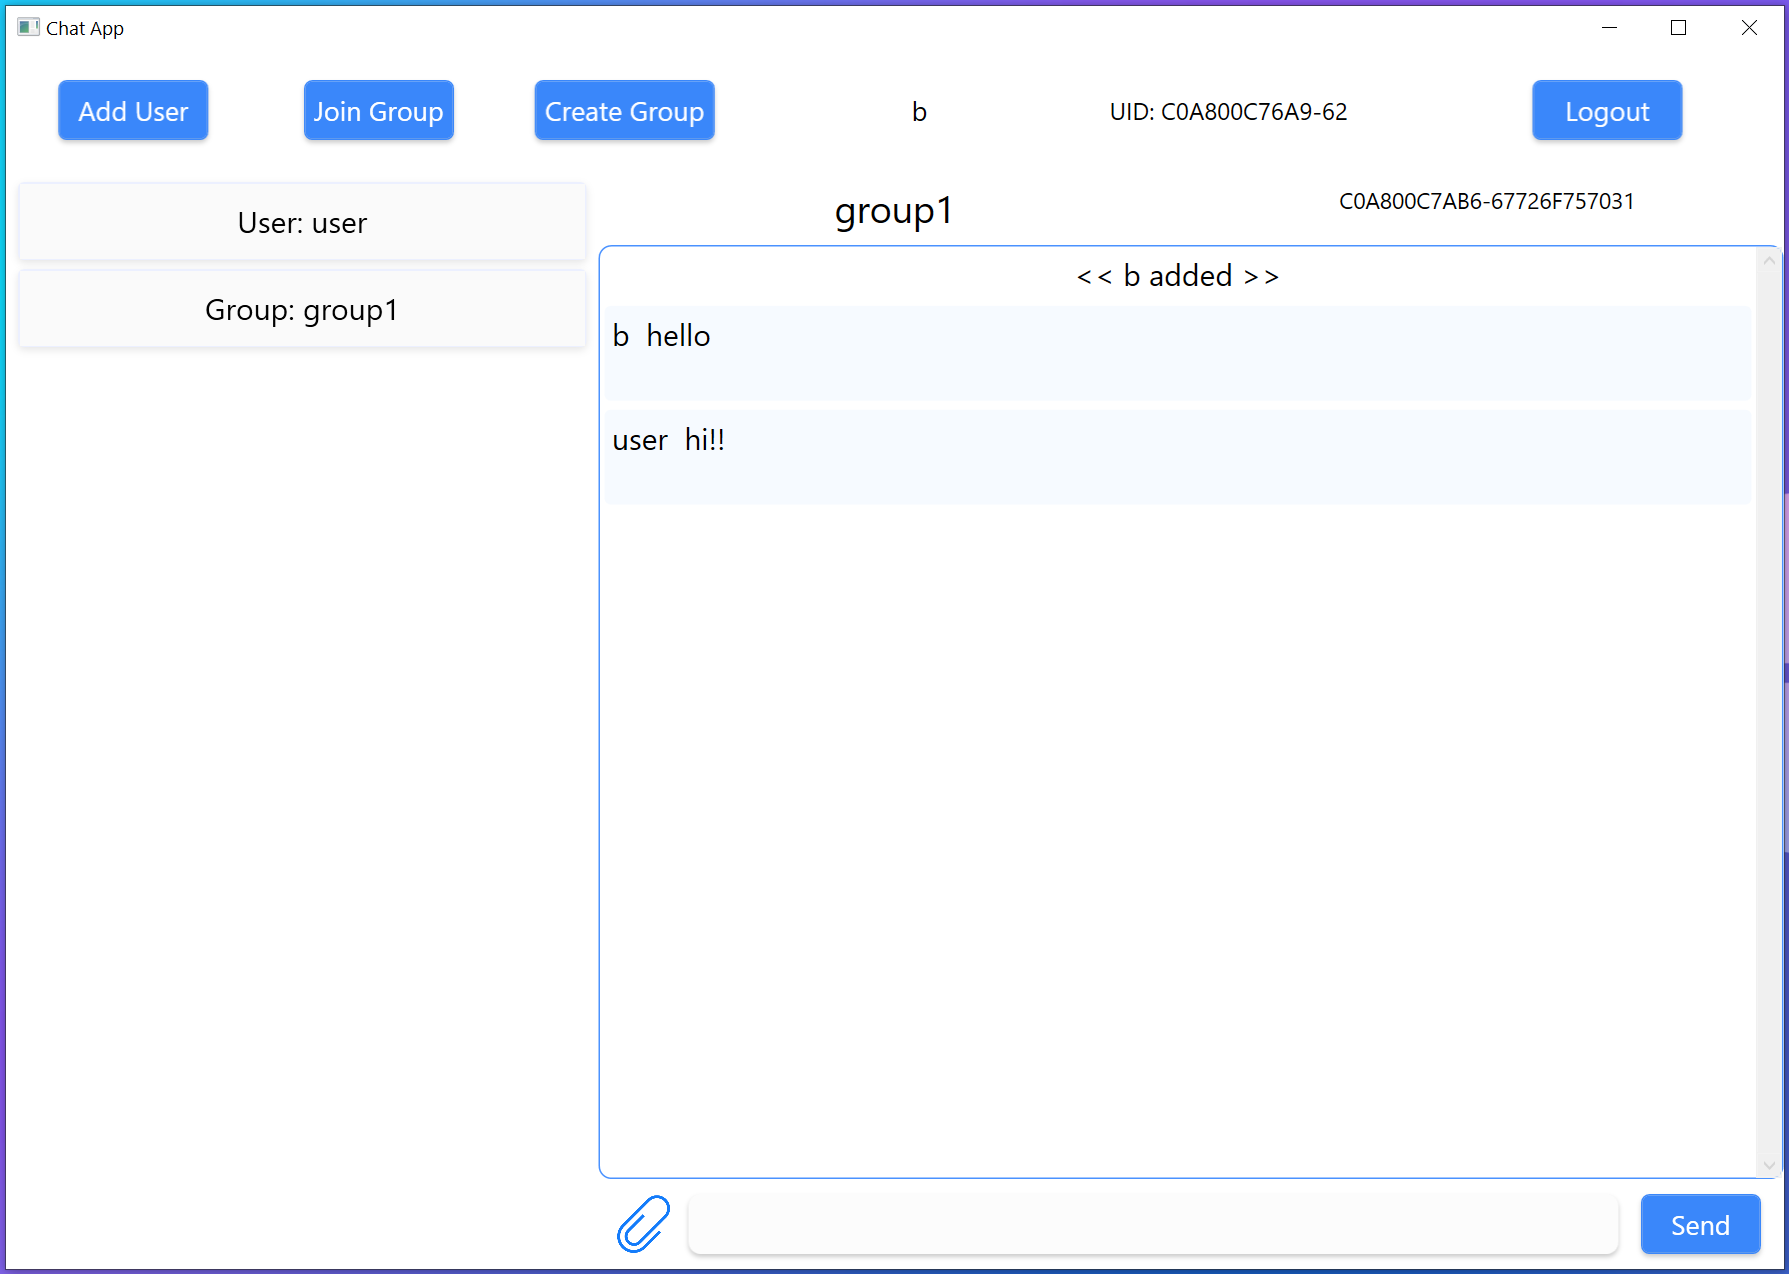 Chat App
Add User
Join Group
Create Group
b
UID: C0A800C76A9-62
Logout
User: user
Group: group1
group1
C0A800C7AB6-67726F757031
<< b added >>
b  hello
user  hi!!
Send